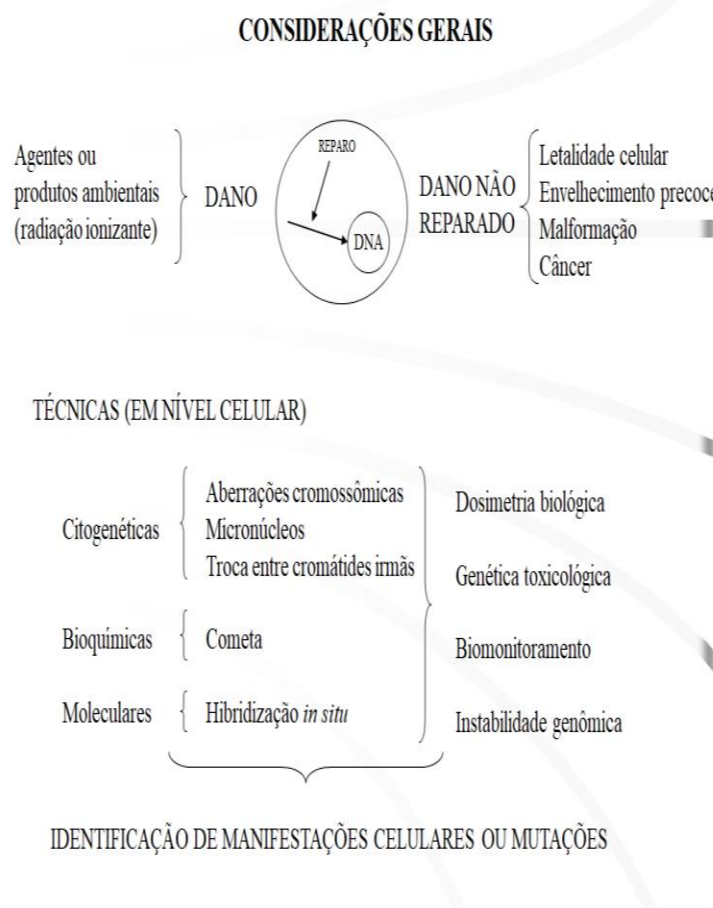 CONSIDERAÇÕES GERAIS
Agentes ou
produtos ambientais
(radiação ionizante)
DANO
REPARO
DNA
DANO NÃO
REPARADO
Letalidade celular
Envelhecimento precoce
Malformação
Câncer
TÉCNICAS (EM NÍVEL CELULAR)
Citogenéticas
Aberrações cromossômicas
Micronúcleos
Troca entre cromátides irmãs
Bioquímicas
Cometa
Moleculares
Hibridização in situ
Dosimetria biológica
Genética toxicológica
Biomonitoramento
Instabilidade genômica
IDENTIFICAÇÃO DE MANIFESTAÇÕES CELULARES OU MUTAÇÕES